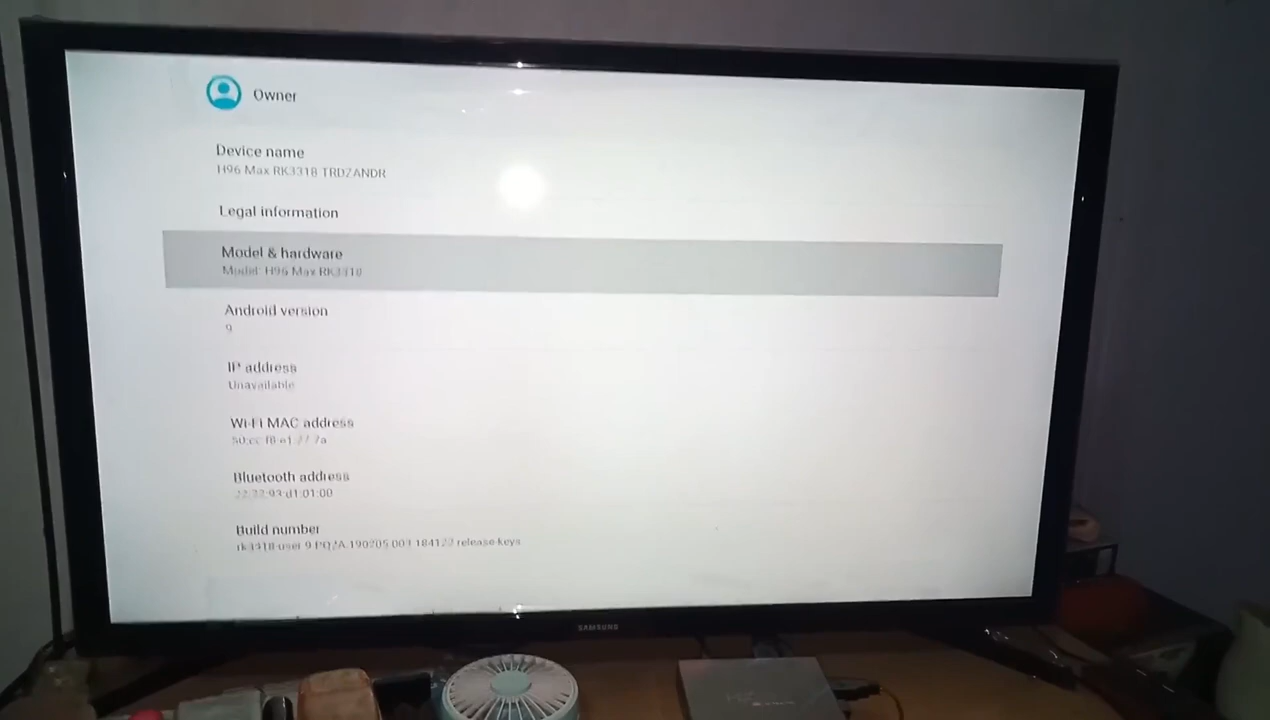 Owner
Device name
H96 Max RK3318 TRDZANDR
Legal information
Model & hardware
Model: H96 Max RK3318
Android version
9
IP address
Unavailable
Wi-Fi MAC address
Bluetooth address
Build number
release-keys
SAMSUNG